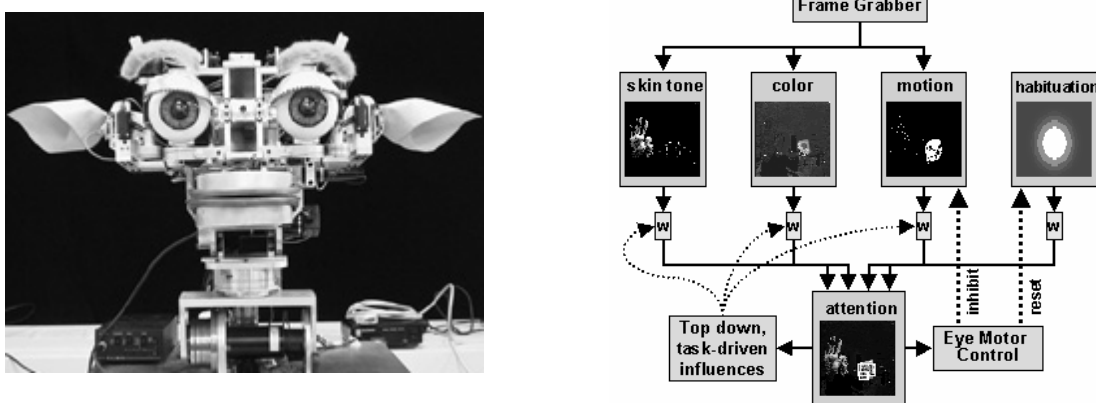 Frame Grabber
skin tone
color
motion
habituation
w
w
w
w
inhibit
reset
attention
Top down,
task-driven
influences
Eye Motor
Control